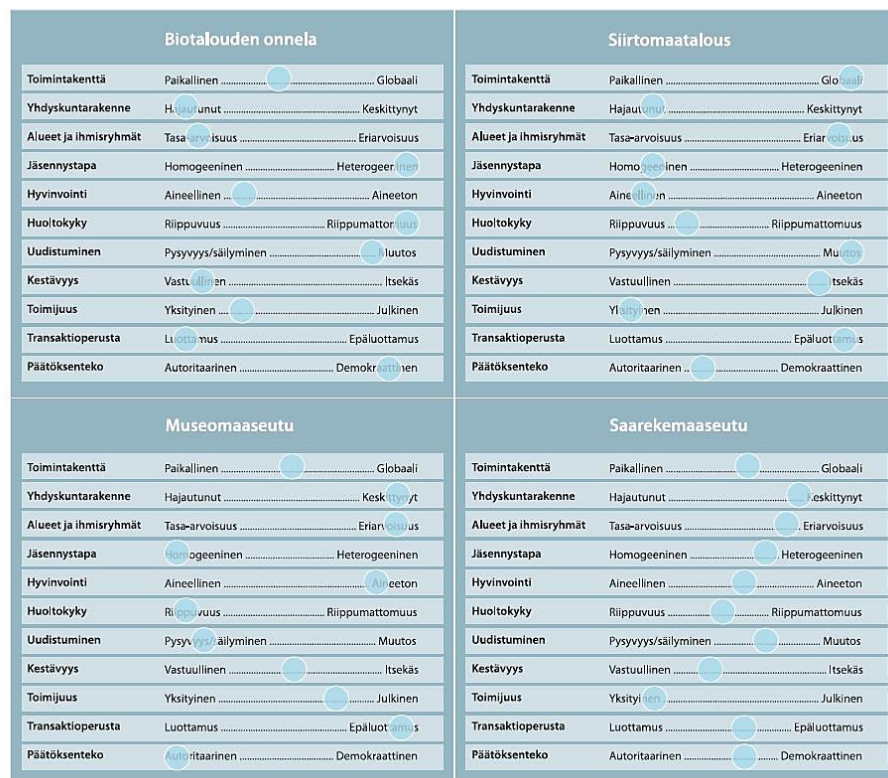 Biotalouden onnela
Toimintakenttä Paikallinen ........ Globaali
Yhdyskuntarakenne Hajautunut ........ Keskittynyt
Alueet ja ihmisryhmät Tasa-arvoisuus ........ Eriarvoisuus
Jäsennystapa Homogeeninen ........ Heterogeeninen
Hyvinvointi Aineellinen ........ Aineeton
Huoltokyky Riippuvuus ........ Riippumattomuus
Uudistuminen Pysyvyys/säilyminen ........ Muutos
Kestävyys Vastuullinen ........ Itsekäs
Toimijuus Yksityinen ........ Julkinen
Transaktioperusta Luottamus ........ Epäluottamus
Päätöksenteko Autoritaarinen ........ Demokraattinen
Siirtomaatalous
Toimintakenttä Paikallinen ........ Globaali
Yhdyskuntarakenne Hajautunut ........ Keskittynyt
Alueet ja ihmisryhmät Tasa-arvoisuus ........ Eriarvoisuus
Jäsennystapa Homogeeninen ........ Heterogeeninen
Hyvinvointi Aineellinen ........ Aineeton
Huoltokyky Riippuvuus ........ Riippumattomuus
Uudistuminen Pysyvyys/säilyminen ........ Muutos
Kestävyys Vastuullinen ........ Itsekäs
Toimijuus Yksityinen ........ Julkinen
Transaktioperusta Luottamus ........ Epäluottamus
Päätöksenteko Autoritaarinen ........ Demokraattinen
Museomaaseutu
Toimintakenttä Paikallinen ........ Globaali
Yhdyskuntarakenne Hajautunut ........ Keskittynyt
Alueet ja ihmisryhmät Tasa-arvoisuus ........ Eriarvoisuus
Jäsennystapa Homogeeninen ........ Heterogeeninen
Hyvinvointi Aineellinen ........ Aineeton
Huoltokyky Riippuvuus ........ Riippumattomuus
Uudistuminen Pysyvyys/säilyminen ........ Muutos
Kestävyys Vastuullinen ........ Itsekäs
Toimijuus Yksityinen ........ Julkinen
Transaktioperusta Luottamus ........ Epäluottamus
Päätöksenteko Autoritaarinen ........ Demokraattinen
Saarekemaaseutu
Toimintakenttä Paikallinen ........ Globaali
Yhdyskuntarakenne Hajautunut ........ Keskittynyt
Alueet ja ihmisryhmät Tasa-arvoisuus ........ Eriarvoisuus
Jäsennystapa Homogeeninen ........ Heterogeeninen
Hyvinvointi Aineellinen ........ Aineeton
Huoltokyky Riippuvuus ........ Riippumattomuus
Uudistuminen Pysyvyys/säilyminen ........ Muutos
Kestävyys Vastuullinen ........ Itsekäs
Toimijuus Yksityinen ........ Julkinen
Transaktioperusta Luottamus ........ Epäluottamus
Päätöksenteko Autoritaarinen ........ Demokraattinen